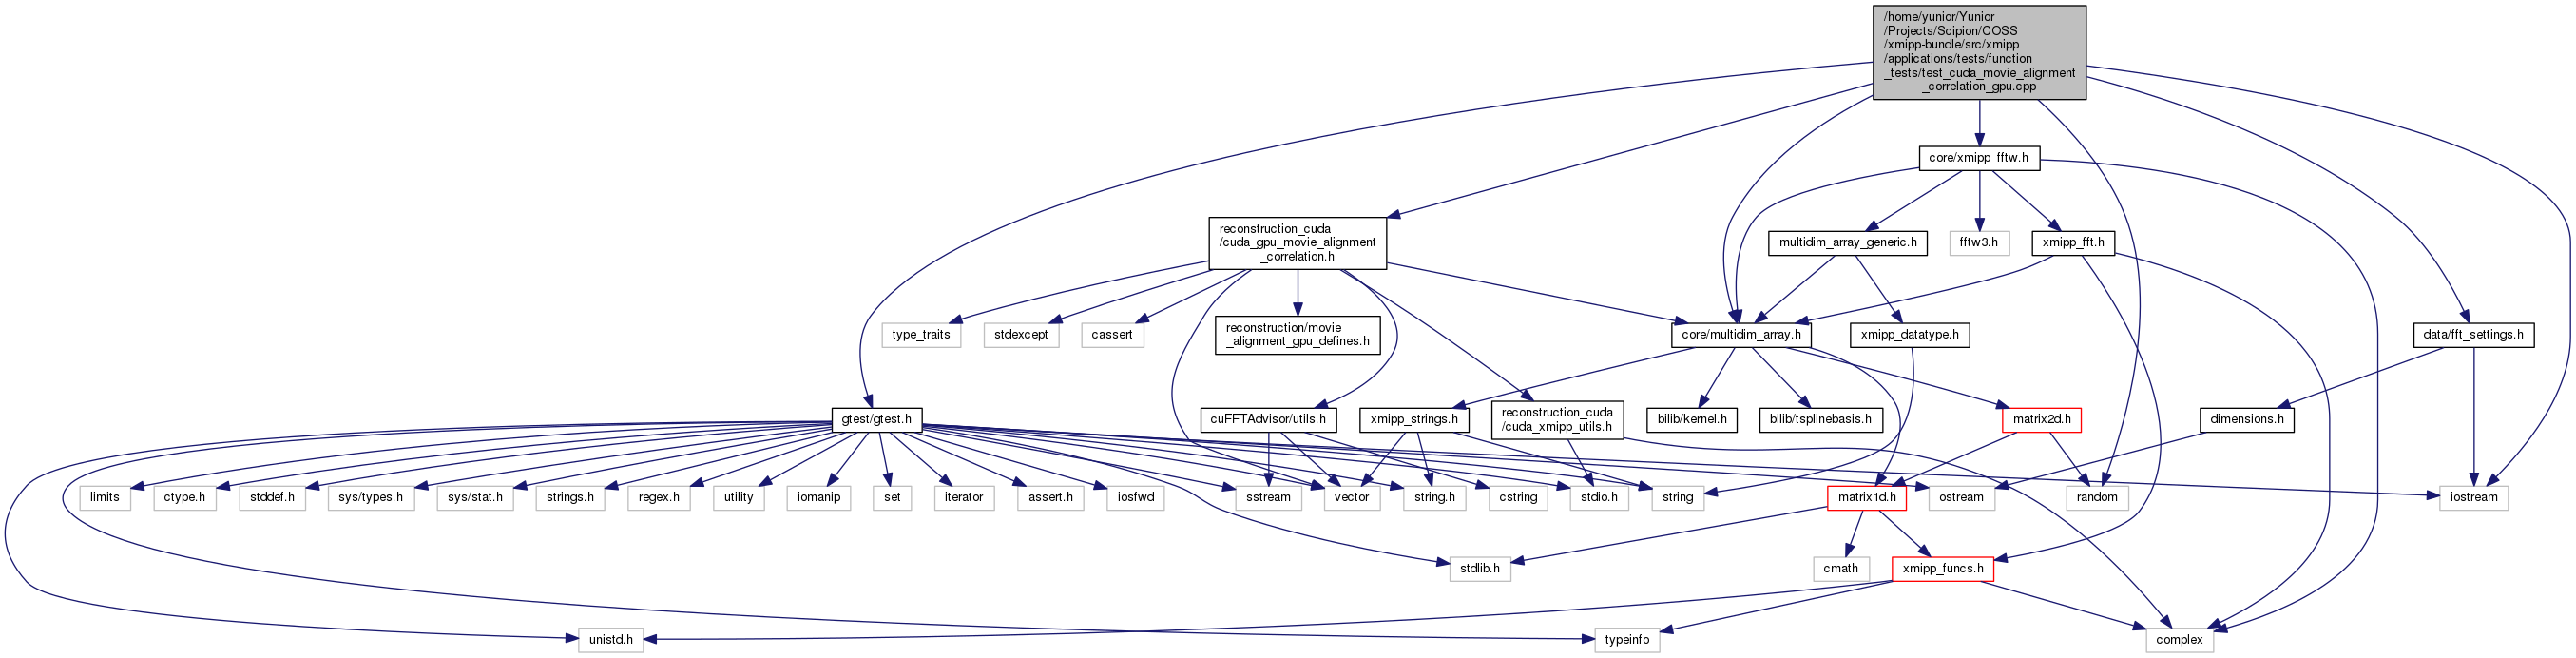 /home/yunior/Yunior
/Projects/Scipion/COSS
/xmipp-bundle/src/xmipp
/applications/tests/function
_tests/test_cuda_movie_alignment
_correlation_gpu.cpp
core/xmipp_fftw.h
reconstruction_cuda
/cuda_gpu_movie_alignment
_correlation.h
multidim_array_generic.h
fftw3.h
xmipp_fft.h
type_traits
stdexcept
cassert
reconstruction/movie
_alignment_gpu_defines.h
core/multidim_array.h
xmipp_datatype.h
data/fft_settings.h
gtest/gtest.h
cuFFTAdvisor/utils.h
xmipp_strings.h
reconstruction_cuda
/cuda_xmipp_utils.h
bilib/kernel.h
bilib/tsplinebasis.h
matrix2d.h
dimensions.h
limits
ctype.h
stddef.h
sys/types.h
sys/stat.h
strings.h
regex.h
utility
iomanip
set
iterator
assert.h
iosfwd
sstream
vector
string.h
cstring
stdio.h
string
matrix1d.h
ostream
random
iostream
stdlib.h
cmath
xmipp_funcs.h
unistd.h
typeinfo
complex